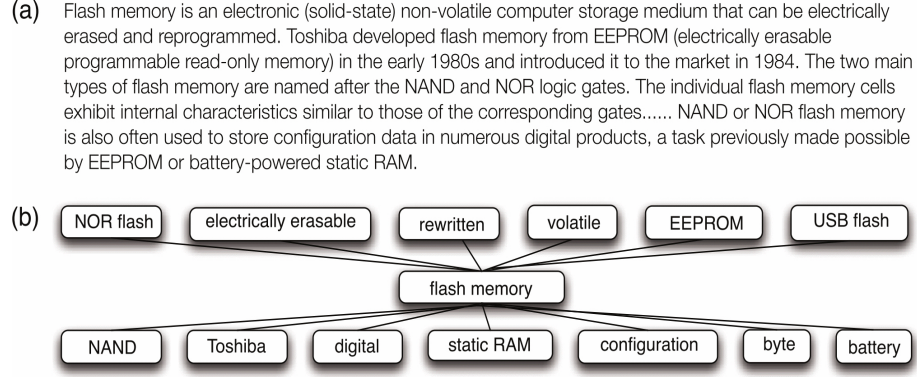 (a) Flash memory is an electronic (solid-state) non-volatile computer storage medium that can be electrically
erased and reprogrammed. Toshiba developed flash memory from EEPROM (electrically erasable
programmable read-only memory) in the early 1980s and introduced it to the market in 1984. The two main
types of flash memory are named after the NAND and NOR logic gates. The individual flash memory cells
exhibit internal characteristics similar to those of the corresponding gates...... NAND or NOR flash memory
is also often used to store configuration data in numerous digital products, a task previously made possible
by EEPROM or battery-powered static RAM.
(b) NOR flash electrically erasable rewritten volatile EEPROM USB flash
flash memory
NAND Toshiba digital static RAM configuration byte battery